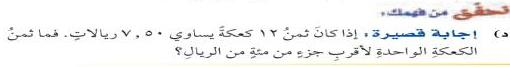 تحقق من فهمك:
د) إجابة قصيرة: إذا كانَ ثمنُ ١٢ كعكةً يساوي ٧,٥٠ ريالاتٍ. فما ثمنُ
الكعكةِ الواحدةِ لأقربِ جزءٍ من مئةٍ من الريالِ؟